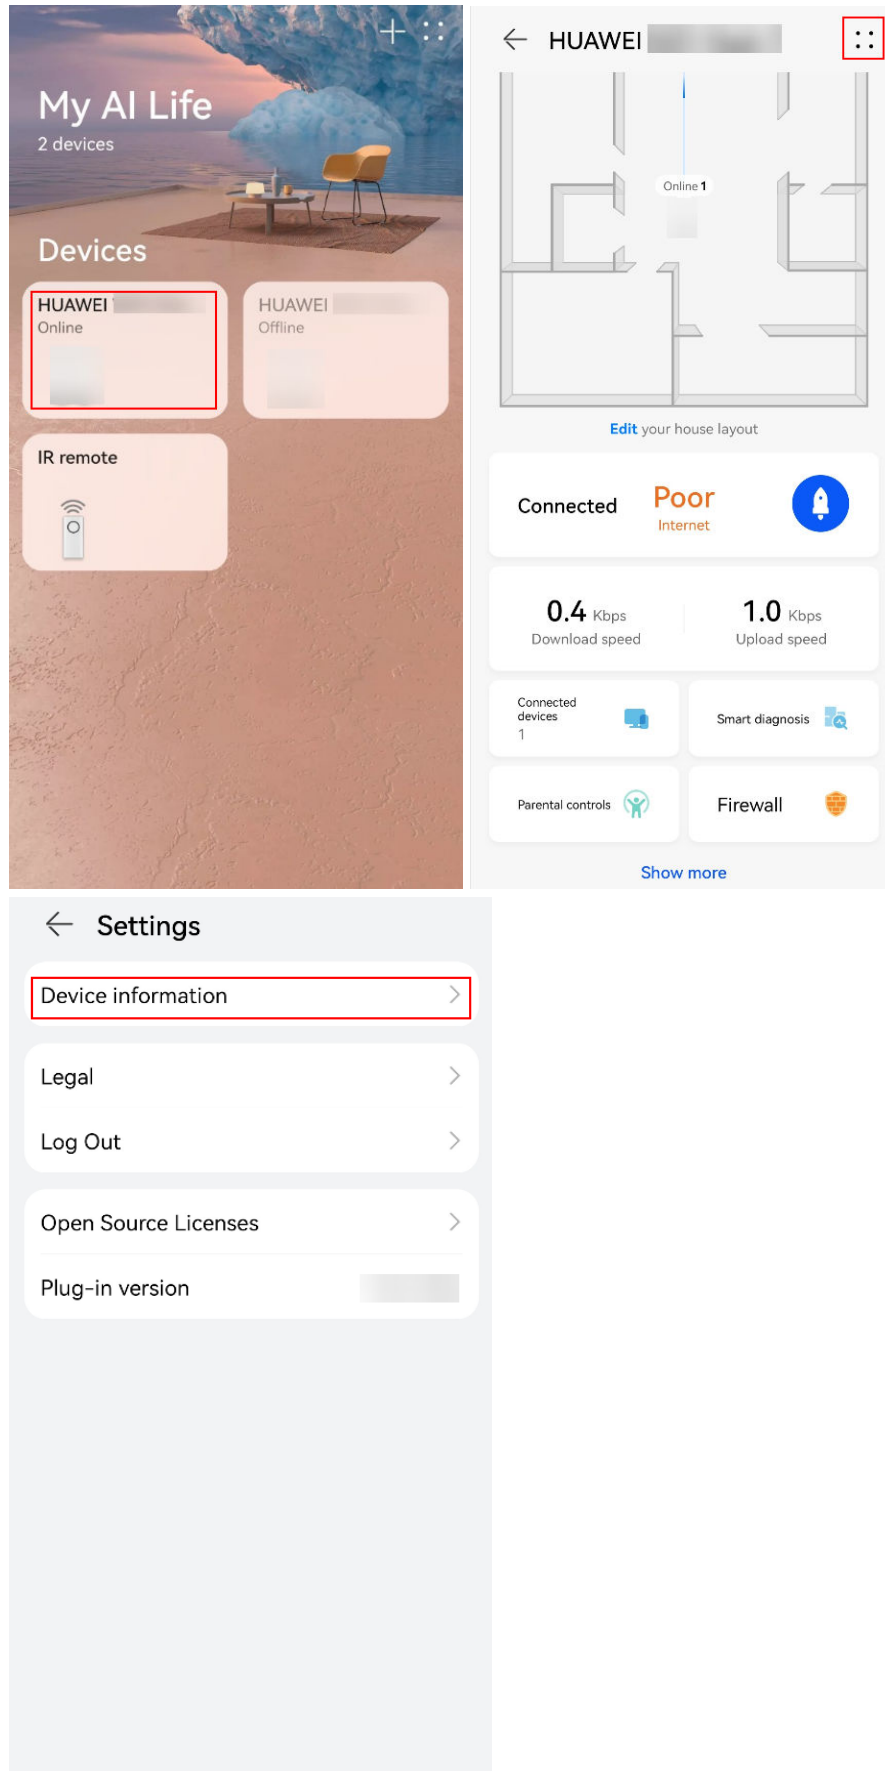 My AI Life
2 devices
Devices
HUAWEI
Online
HUAWEI
Offline
IR remote
HUAWEI
Online 1
Edit your house layout
Connected
Poor
Internet
0.4 Kbps
Download speed
1.0 Kbps
Upload speed
Connected
devices
1
Smart diagnosis
Parental controls
Firewall
Show more
Settings
Device information
Legal
Log Out
Open Source Licenses
Plug-in version